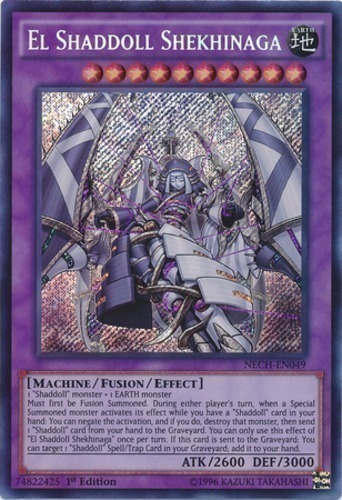 EL SHADDOLL SHEKHINAGA
EARTH
地
NECH-EN049
[MACHINE/FUSION/EFFECT]
1 "Shaddoll" monster + 1 EARTH monster
Must first be Fusion Summoned. During either player's turn, when a Special
Summoned monster activates its effect while you have a "Shaddoll" card in your
hand: You can negate the activation, and if you do, destroy that monster, then send
1 "Shaddoll" card from your hand to the Graveyard. You can only use this effect of
"El Shaddoll Shekhinaga" once per turn. If this card is sent to the Graveyard: You
can target 1 "Shaddoll" Spell/Trap Card in your Graveyard; add it to your hand.
ATK/2600 DEF/3000
74822425 1st Edition ©1996 KAZUKI TAKAHASHI